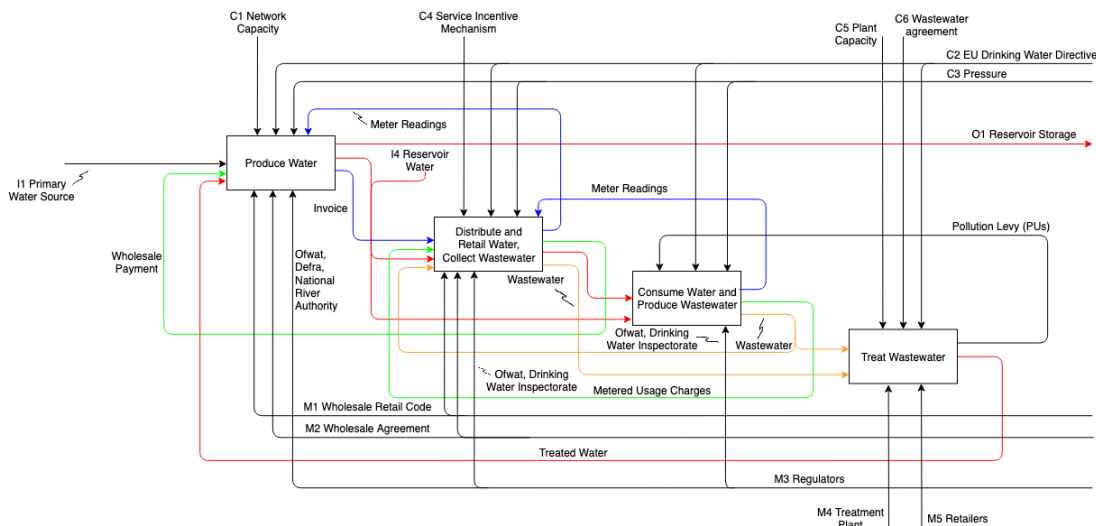 C1 Network
Capacity
C4 Service Incentive
Mechanism
C5 Plant
Capacity
C6 Wastewater
agreement
C2 EU Drinking Water Directive
C3 Pressure
Meter Readings
O1 Reservoir Storage
Produce Water
I4 Reservoir
Water
I1 Primary
Water Source
Meter Readings
Invoice
Pollution Levy (PUs)
Distribute and
Retail Water,
Collect Wastewater
Wholesale
Payment
Ofwat,
Defra,
National
River
Authority
Wastewater
Consume Water and
Produce Wastewater
Ofwat, Drinking
Water Inspectorate
Wastewater
Treat Wastewater
Ofwat, Drinking
Water Inspectorate
Metered Usage Charges
M1 Wholesale Retail Code
M2 Wholesale Agreement
Treated Water
M3 Regulators
M4 Treatment
Plant
M5 Retailers